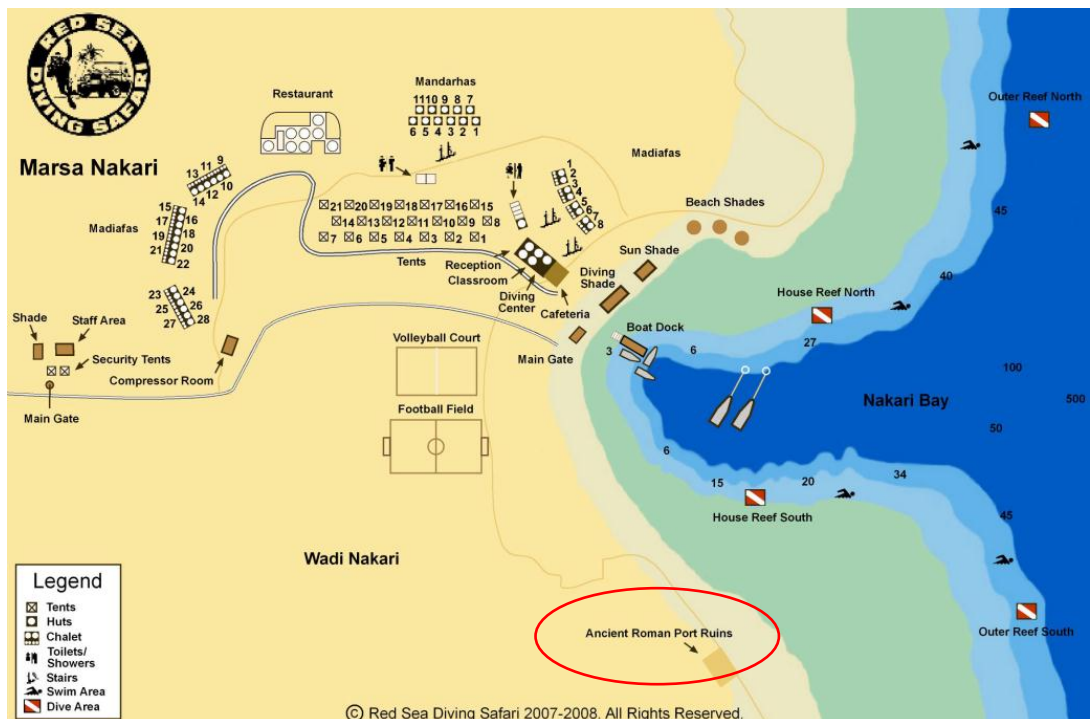 RED SEA
DIVING SAFARI
Marsa Nakari
Restaurant
Mandarhas
11 10 9 8 7
6 5 4 3 2 1
Outer Reef North
Madiafas
1
2
3
4
5
6
7
8
13 11 9
14 12 10
15
16
17
18
19
20
21
22
Madiafas
21 20 19 18 17 16 15
14 13 12 11 10 9 8
7 6 5 4 3 2 1
Tents
Reception
Classroom
Diving
Center
Cafeteria
Beach Shades
Sun Shade
Diving
Shade
45
40
House Reef North
27
23
24
25
26
27
28
Shade
Staff Area
Security Tents
Main Gate
Compressor Room
Volleyball Court
Main Gate
Boat Dock
3
6
100
500
Nakari Bay
50
Football Field
6
15
20
34
House Reef South
45
Wadi Nakari
Outer Reef South
Ancient Roman Port Ruins
Legend
Tents
Huts
Chalet
Toilets/
Showers
Stairs
Swim Area
Dive Area
© Red Sea Diving Safari 2007-2008. All Rights Reserved.